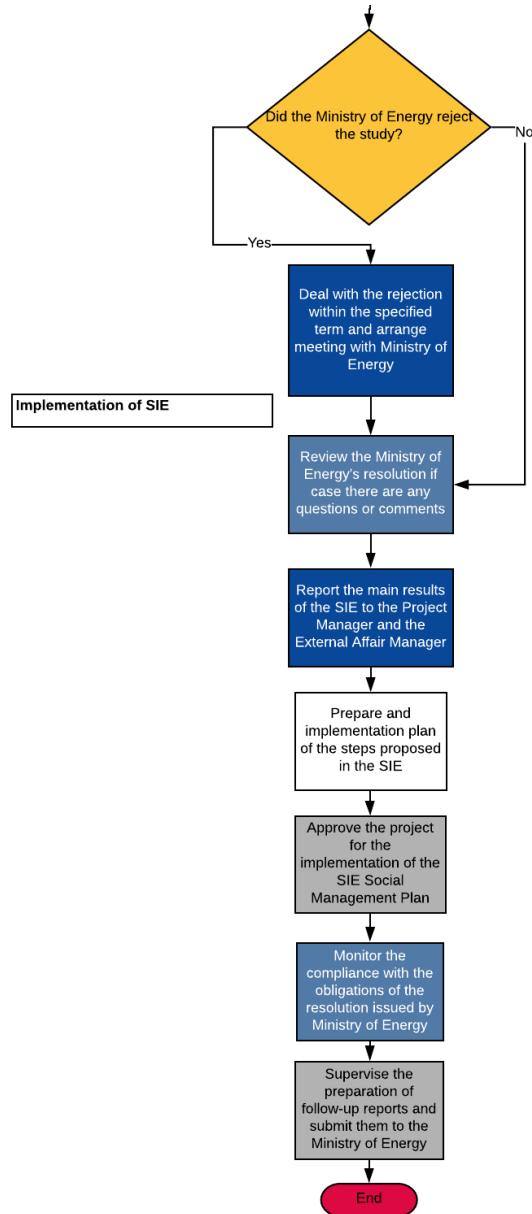 Did the Ministry of Energy reject
the study?
No
Yes
Deal with the rejection
within the specified
term and arrange
meeting with Ministry of
Energy
Implementation of SIE
Review the Ministry of
Energy's resolution if
case there are any
questions or comments
Report the main results
of the SIE to the Project
Manager and the
External Affair Manager
Prepare and
implementation plan
of the steps proposed
in the SIE
Approve the project
for the
implementation of the
SIE Social
Management Plan
Monitor the
compliance with the
obligations of the
resolution issued by
Ministry of Energy
Supervise the
preparation of
follow-up reports and
submit them to the
Ministry of Energy
End